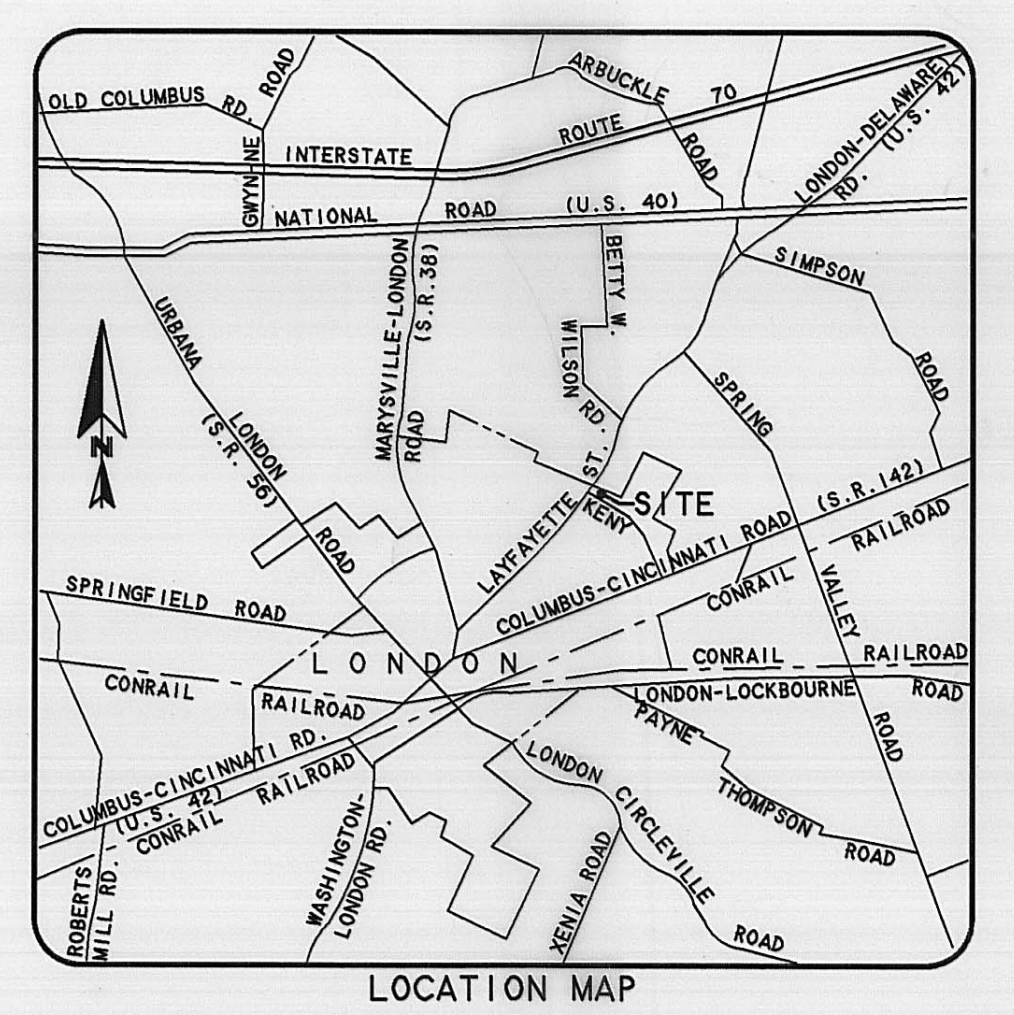 OLD COLUMBUS RD.
GWYN-NE ROAD
ARBUCKLE ROAD
INTERSTATE ROUTE 70
LONDON-DELAWARE RD.
(U.S. 42)
NATIONAL ROAD (U.S. 40)
MARYSVILLE-LONDON ROAD
(S.R.38)
BETTY W. WILSON RD.
SIMPSON ROAD
URBANA LONDON ROAD
(S.R. 56)
N
SPRING VALLEY ROAD
LAYFAYETTE ST.
KENY
SITE
COLUMBUS-CINCINNATI ROAD (S.R.142)
CONRAIL RAILROAD
SPRINGFIELD ROAD
LONDON
CONRAIL RAILROAD
CONRAIL RAILROAD
LONDON-LOCKBOURNE ROAD
PAYNE THOMPSON ROAD
COLUMBUS-CINCINNATI RD.
(U.S. 42)
CONRAIL RAILROAD
LONDON CIRCLEVILLE ROAD
ROBERTS MILL RD.
WASHINGTON-
LONDON RD.
XENIA ROAD
LOCATION MAP